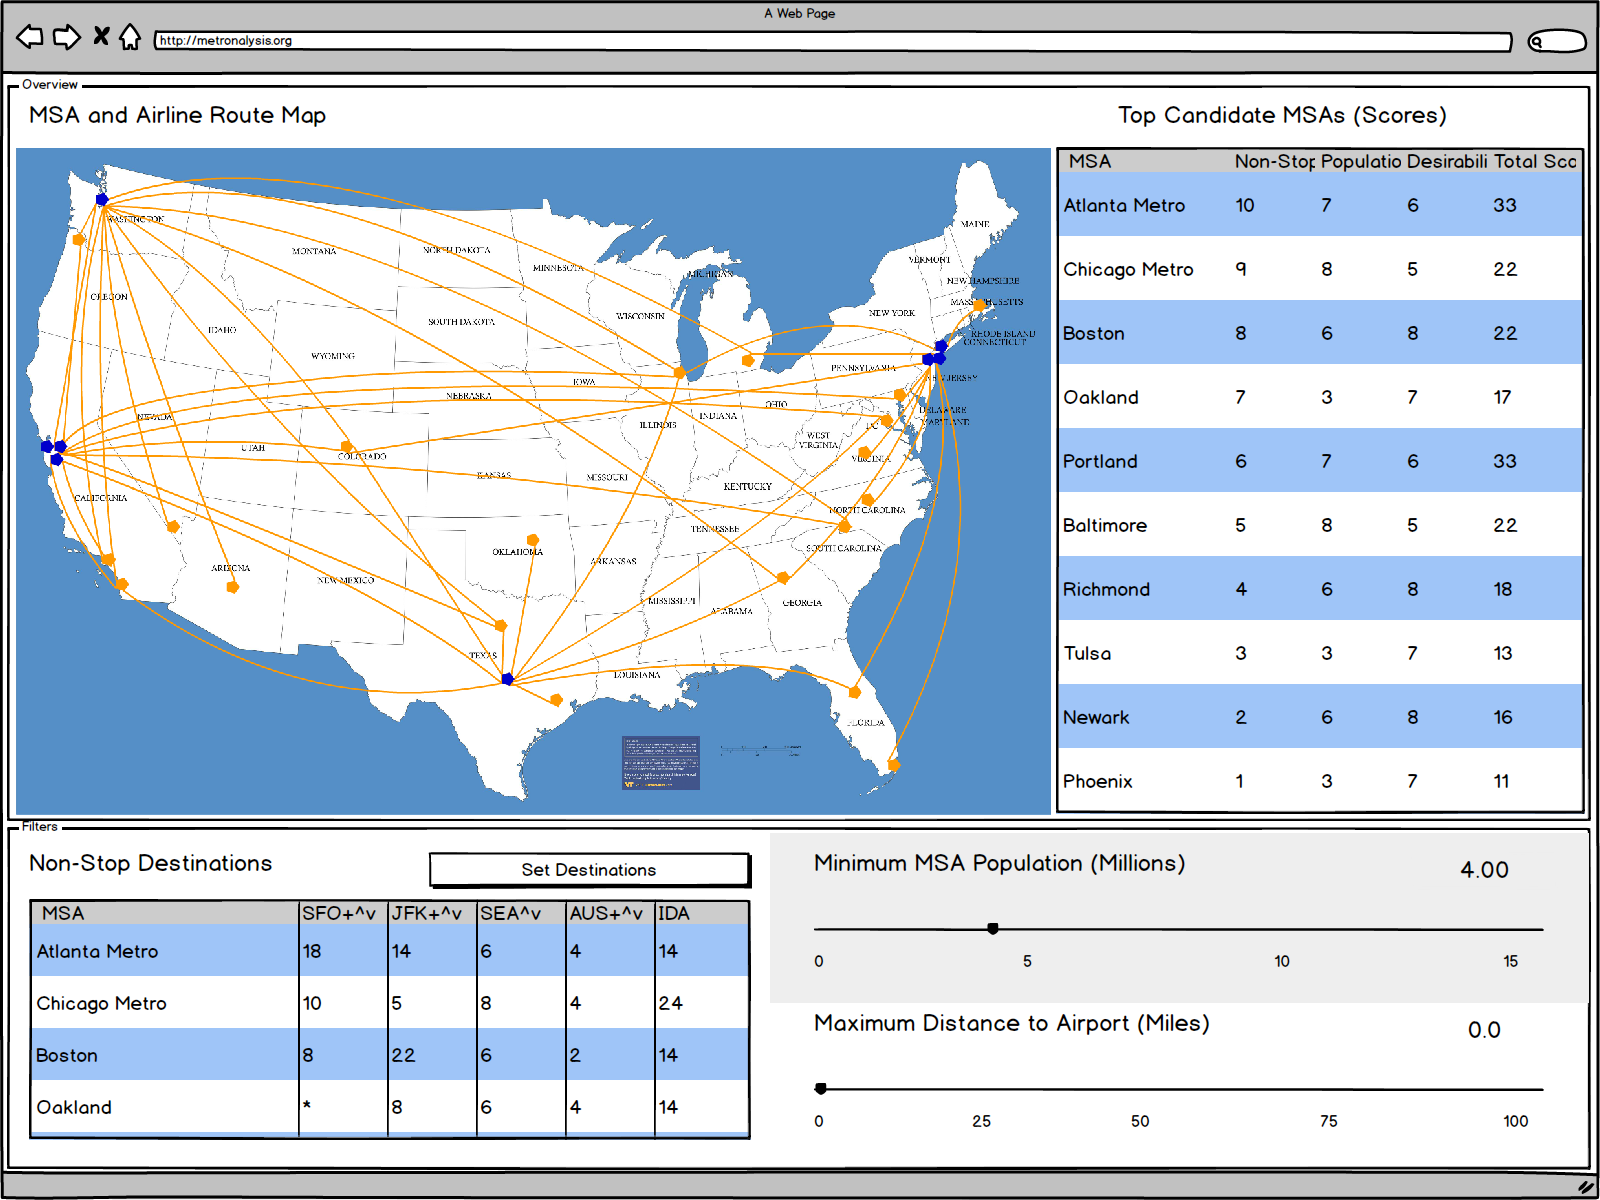 A Web Page
http://metronalysis.org
Overview
MSA and Airline Route Map
Top Candidate MSAs (Scores)
WASHINGTON
MONTANA
NORTH DAKOTA
MINNESOTA
MICHIGAN
MAINE
VERMONT
NEW HAMPSHIRE
MASSACHUSETTS
OREGON
IDAHO
SOUTH DAKOTA
WISCONSIN
NEW YORK
RHODE ISLAND
CONNECTICUT
WYOMING
IOWA
PENNSYLVANIA
NEW JERSEY
NEBRASKA
NEVADA
ILLINOIS
INDIANA
OHIO
DELAWARE
MARYLAND
DC
UTAH
COLORADO
WEST
VIRGINIA
VIRGINIA
CALIFORNIA
KANSAS
MISSOURI
KENTUCKY
NORTH CAROLINA
TENNESSEE
OKLAHOMA
ARKANSAS
SOUTH CAROLINA
ARIZONA
NEW MEXICO
MISSISSIPPI
ALABAMA
GEORGIA
TEXAS
LOUISIANA
FLORIDA
VT
MSA Non-Stop Populatio Desirabili Total Sco
Atlanta Metro 10 7 6 33
Chicago Metro 9 8 5 22
Boston 8 6 8 22
Oakland 7 3 7 17
Portland 6 7 6 33
Baltimore 5 8 5 22
Richmond 4 6 8 18
Tulsa 3 3 7 13
Newark 2 6 8 16
Phoenix 1 3 7 11
Filters
Non-Stop Destinations
Set Destinations
MSA SFO+^v JFK+^v SEA^v AUS+^v IDA
Atlanta Metro 18 14 6 4 14
Chicago Metro 10 5 8 4 24
Boston 8 22 6 2 14
Oakland * 8 6 4 14
Minimum MSA Population (Millions) 4.00
0 5 10 15
Maximum Distance to Airport (Miles) 0.0
0 25 50 75 100